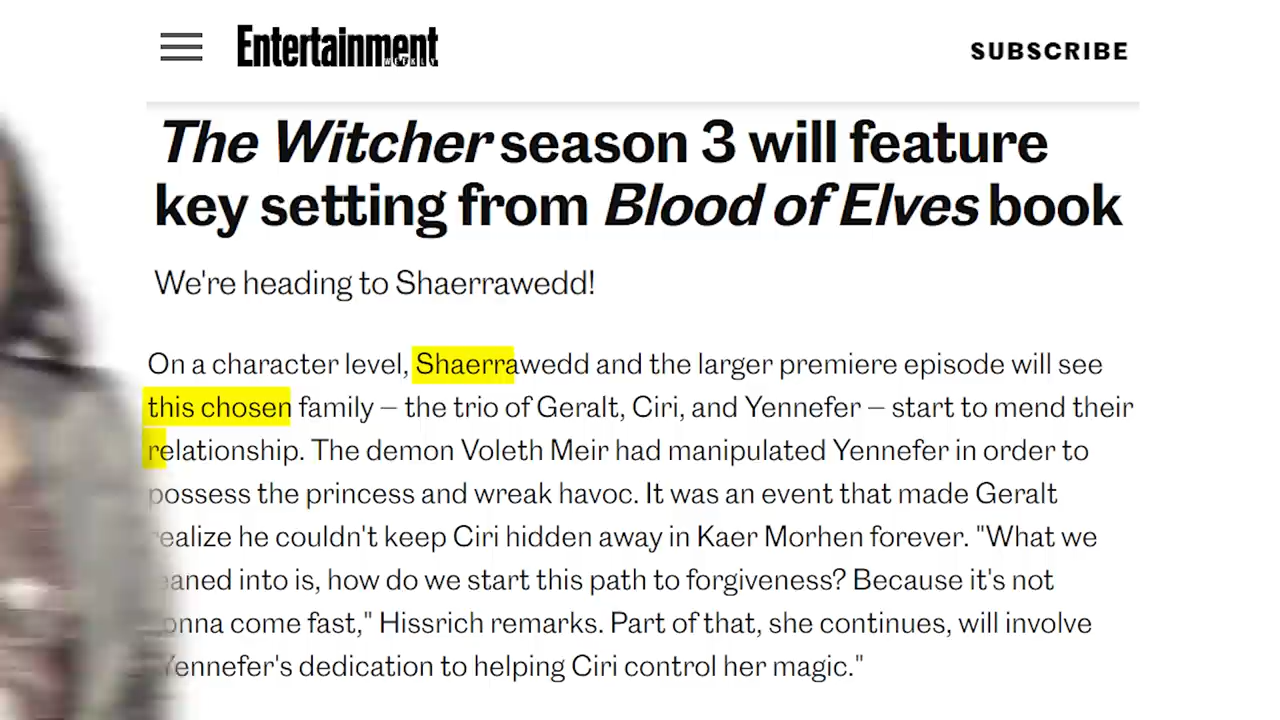 Entertainment
WEEKLY
SUBSCRIBE
The Witcher season 3 will feature
key setting from Blood of Elves book
We're heading to Shaerrawedd!
On a character level, Shaerrawedd and the larger premiere episode will see
this chosen family – the trio of Geralt, Ciri, and Yennefer – start to mend their
relationship. The demon Voleth Meir had manipulated Yennefer in order to
possess the princess and wreak havoc. It was an event that made Geralt
realize he couldn't keep Ciri hidden away in Kaer Morhen forever. "What we
leaned into is, how do we start this path to forgiveness? Because it's not
gonna come fast," Hissrich remarks. Part of that, she continues, will involve
Yennefer's dedication to helping Ciri control her magic."